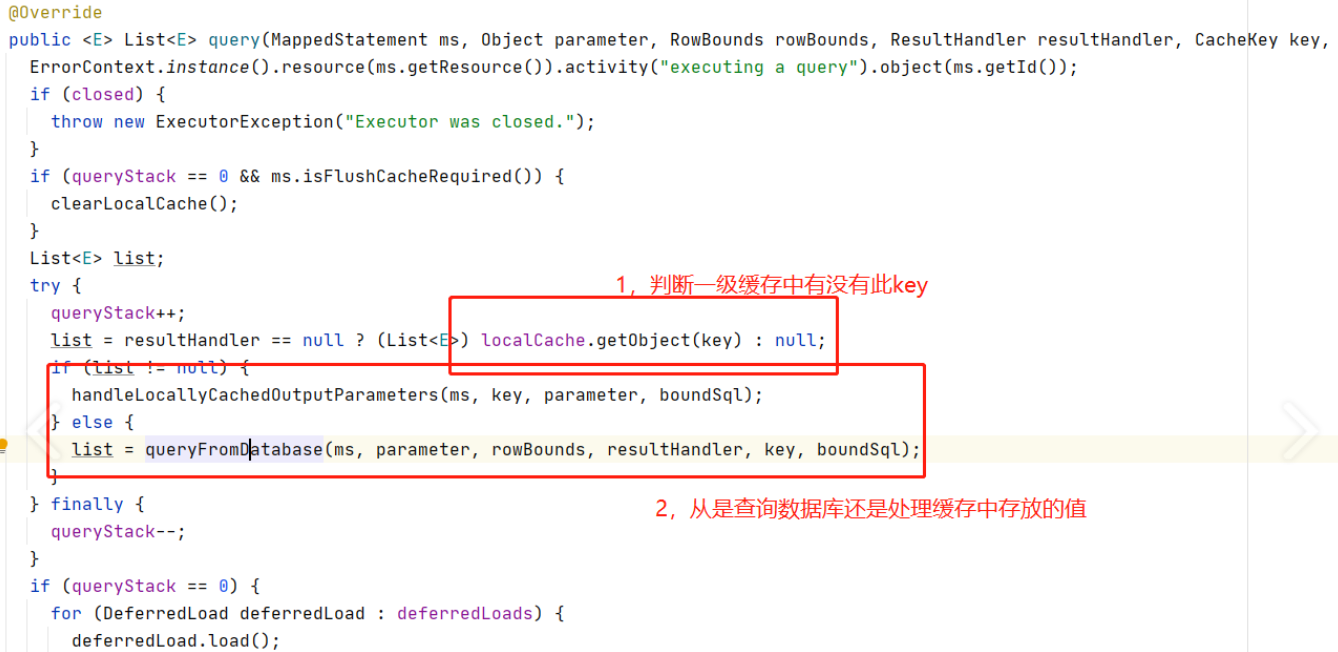 @Override
public <E> List<E> query(MappedStatement ms, Object parameter, RowBounds rowBounds, ResultHandler resultHandler, CacheKey key,
ErrorContext.instance().resource(ms.getResource()).activity("executing a query").object(ms.getId());
if (closed) {
throw new ExecutorException("Executor was closed.");
}
if (queryStack == 0 && ms.isFlushCacheRequired()) {
clearLocalCache();
}
List<E> list;
try {
1，判断一级缓存中有没有此key
queryStack++;
list = resultHandler == null ? (List<E>) localCache.getObject(key) : null;
if (list != null) {
handleLocallyCachedOutputParameters(ms, key, parameter, boundSql);
} else {
list = queryFromDatabase(ms, parameter, rowBounds, resultHandler, key, boundSql);
}
} finally {
2，从是查询数据库还是处理缓存中存放的值
queryStack--;
}
if (queryStack == 0) {
for (DeferredLoad deferredLoad : deferredLoads) {
deferredLoad.load();